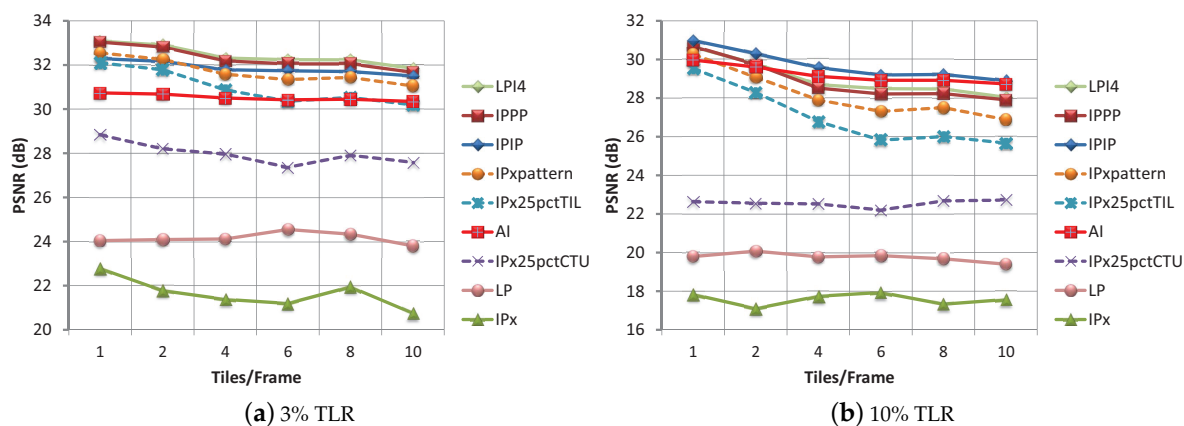 34
32
30
28
26
24
22
20
PSNR (dB)
1 2 4 6 8 10
Tiles/Frame
LPI4
IPPP
IPIP
IPxpattern
IPx25pctTIL
AI
IPx25pctCTU
LP
IPx
(a) 3% TLR
32
30
28
26
24
22
20
18
16
PSNR (dB)
1 2 4 6 8 10
Tiles/Frame
LPI4
IPPP
IPIP
IPxpattern
IPx25pctTIL
AI
IPx25pctCTU
LP
IPx
(b) 10% TLR